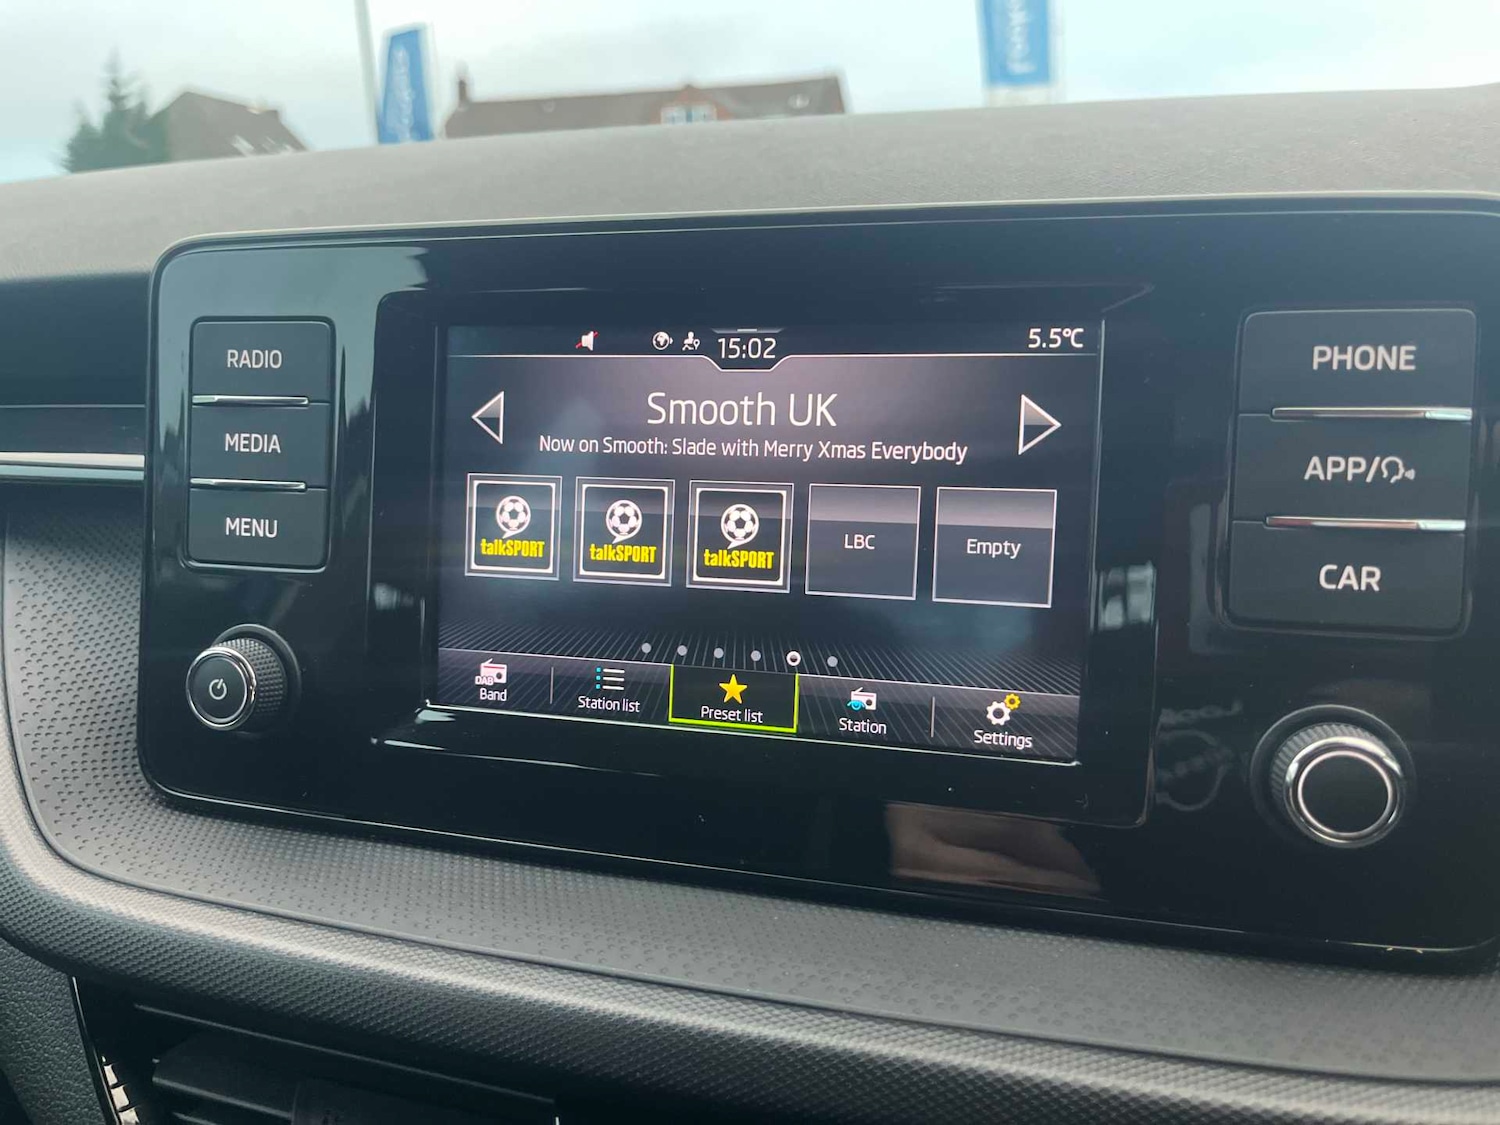 15:02
5.5°C
Smooth UK
Now on Smooth: Slade with Merry Xmas Everybody
talkSPORT
talkSPORT
talkSPORT
LBC
Empty
DAB
Band
Station list
Preset list
Station
Settings
RADIO
MEDIA
MENU
PHONE
APP/
CAR